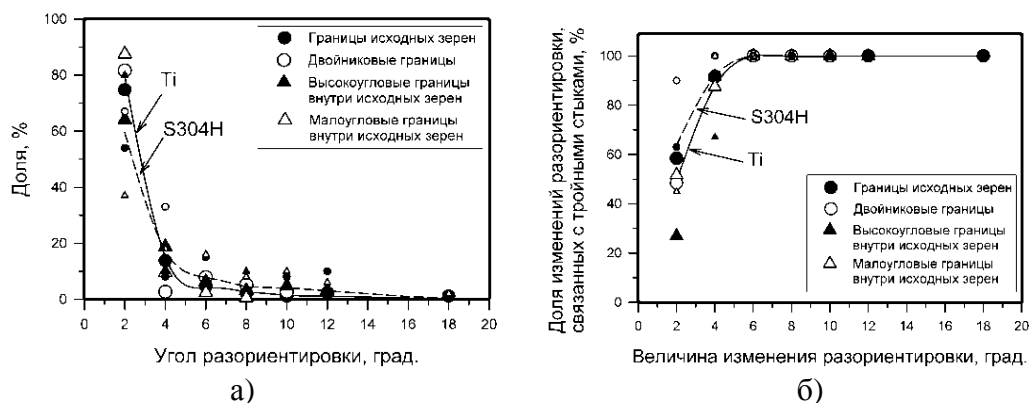 100
80
60
40
20
0
Доля, %
0 2 4 6 8 10 12 14 16 18 20
Угол разориентировки, град.
Ti
S304H
Границы исходных зерен
Двойниковые границы
Высокоугловые границы
внутри исходных зерен
Малоугловые границы
внутри исходных зерен
а)
Доля изменений разориентировки,
связанных с тройными стыками, %
100
80
60
40
20
0
0 2 4 6 8 10 12 14 16 18 20
Величина изменения разориентировки, град.
S304H
Ti
Границы исходных зерен
Двойниковые границы
Высокоугловые границы
внутри исходных зерен
Малоугловые границы
внутри исходных зерен
б)